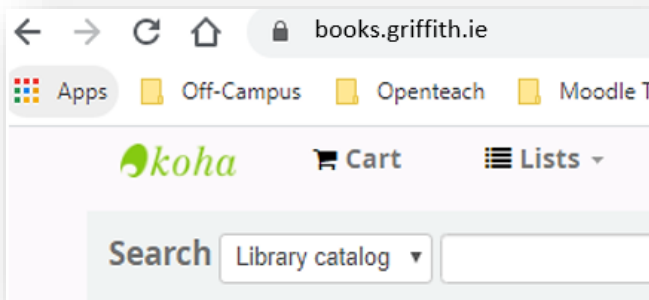 books.griffith.ie
Apps Off-Campus Openteach Moodle T
koha Cart Lists
Search Library catalog